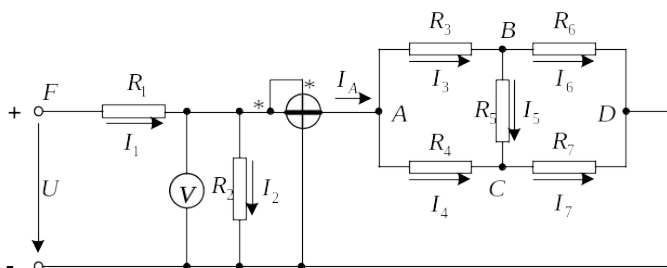 R3 B R6
F R1 * * IA I3 I6
+ A R5 I5 D
I1 R4 R7
U V R2 I2 C
I4 I7
-